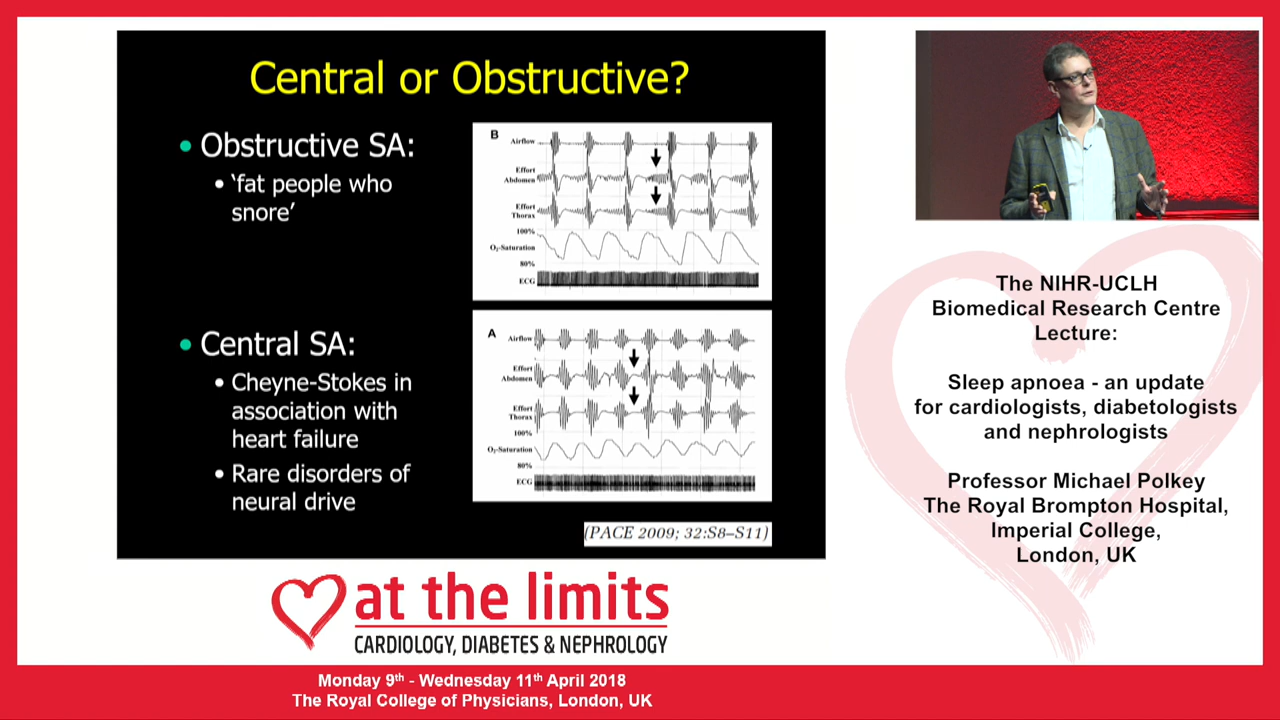 Central or Obstructive?
• Obstructive SA:
• ‘fat people who
snore’
B
Airflow
Effort
Abdomen
Effort
Thorax
100%
O₂-Saturation
80%
ECG
• Central SA:
• Cheyne-Stokes in
association with
heart failure
• Rare disorders of
neural drive
A
Airflow
Effort
Abdomen
Effort
Thorax
100%
O₂-Saturation
80%
ECG
(PACE 2009; 32:S8–S11)
The NIHR-UCLH
Biomedical Research Centre
Lecture:
Sleep apnoea - an update
for cardiologists, diabetologists
and nephrologists
Professor Michael Polkey
The Royal Brompton Hospital,
Imperial College,
London, UK
at the limits
CARDIOLOGY, DIABETES & NEPHROLOGY
Monday 9th - Wednesday 11th April 2018
The Royal College of Physicians, London, UK